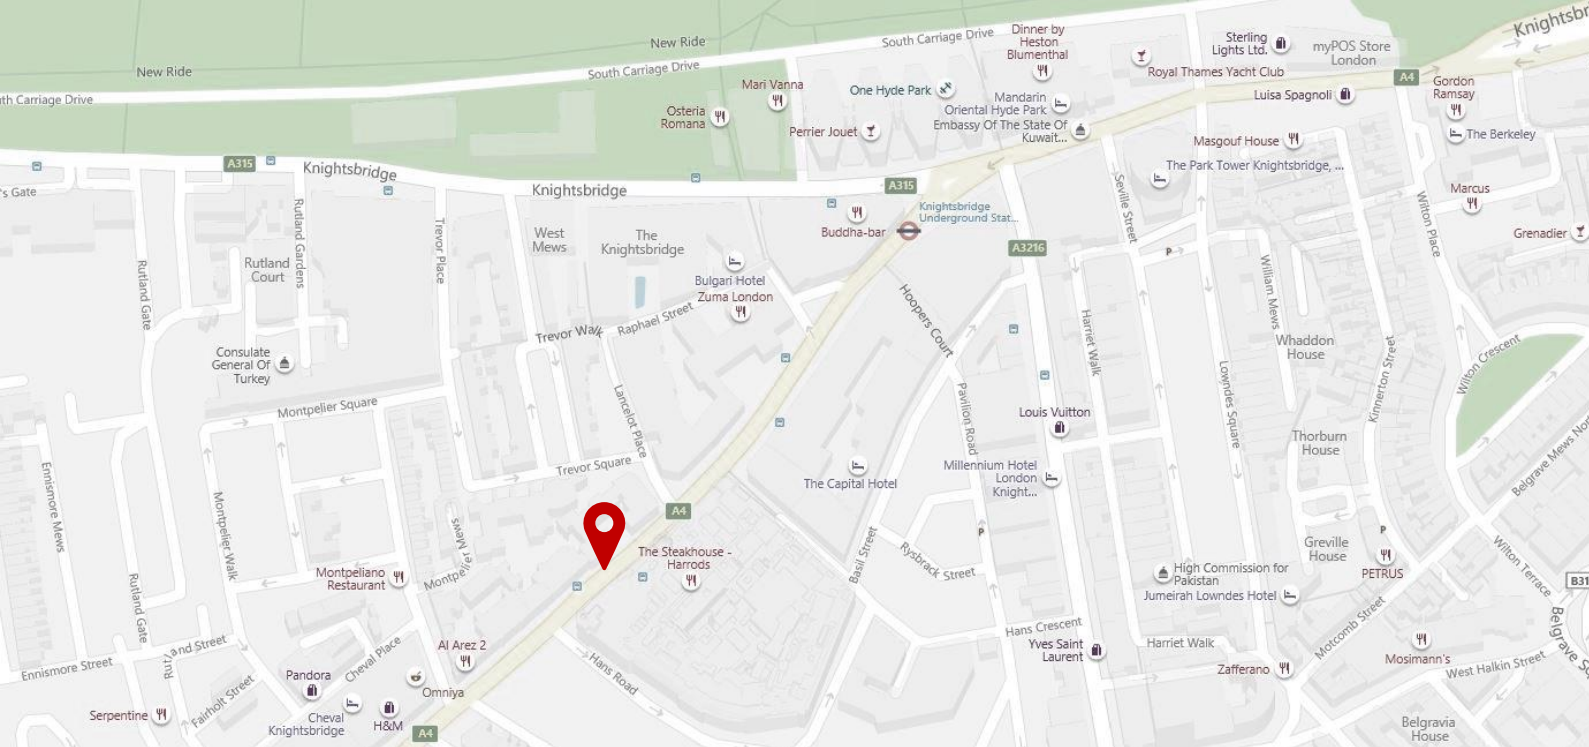 New Ride
South Carriage Drive
New Ride
South Carriage Drive
th Carriage Drive
Dinner by
Heston
Blumenthal
Sterling
Lights Ltd.
myPOS Store
London
Knightsbr
Royal Thames Yacht Club
A4
Gordon
Ramsay
Luisa Spagnoli
Mari Vanna
One Hyde Park
Mandarin
Oriental Hyde Park
Osteria
Romana
Perrier Jouet
Embassy Of The State Of
Kuwait...
Masgouf House
The Berkeley
The Park Tower Knightsbridge, ...
A315
Knightsbridge
Knightsbridge
A315
's Gate
Marcus
Knightsbridge
Underground Stat...
Buddha-bar
Seville Street
Wilton Place
Grenadier
Rutland Gardens
Trevor Place
West
Mews
The
Knightsbridge
A3216
P
Rutland
Court
Rutland Gate
Bulgari Hotel
Zuma London
Hoopers Court
William Mews
Trevor Walk
Raphael Street
Harriet Walk
Whaddon
House
Consulate
General Of
Turkey
Wilton Crescent
Kinnerton Street
Lowndes Square
Montpelier Square
Lancelot Place
Pavilion Road
Louis Vuitton
Thorburn
House
Trevor Square
The Capital Hotel
Millennium Hotel
London
Knight...
Belgrave Mews Nor
Ennismore Mews
Montpelier Walk
A4
P
P
Montpelier Mews
The Steakhouse -
Harrods
Basil Street
Rysbrack Street
Greville
House
PETRUS
Wilton Terrace
Montpeliano
Restaurant
High Commission for
Pakistan
Jumeirah Lowndes Hotel
B31
Rutland Gate
Motcomb Street
Belgrave Sq
Hans Crescent
Yves Saint
Laurent
Harriet Walk
Al Arez 2
Rutland Street
Cheval Place
Ennismore Street
Hans Road
Zafferano
Mosimann's
West Halkin Street
Pandora
Omniya
Fairholt Street
Serpentine
Cheval
Knightsbridge
H&M
A4
Belgravia
House